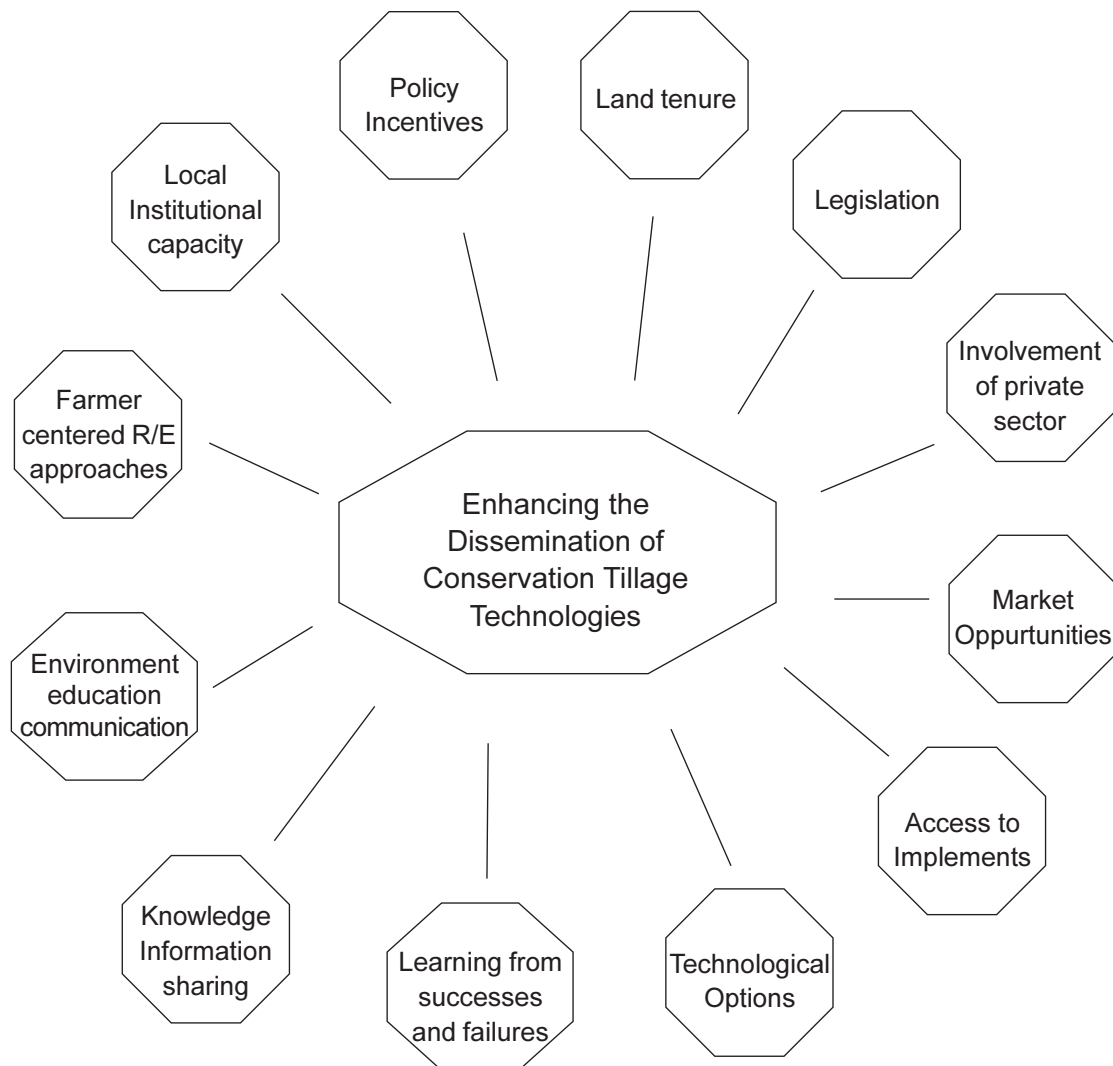 Policy
Incentives
Land tenure
Local
Institutional
capacity
Legislation
Involvement
of private
sector
Farmer
centered R/E
approaches
Enhancing the
Dissemination of
Conservation Tillage
Technologies
Market
Oppurtunities
Environment
education
communication
Access to
Implements
Knowledge
Information
sharing
Learning from
successes
and failures
Technological
Options